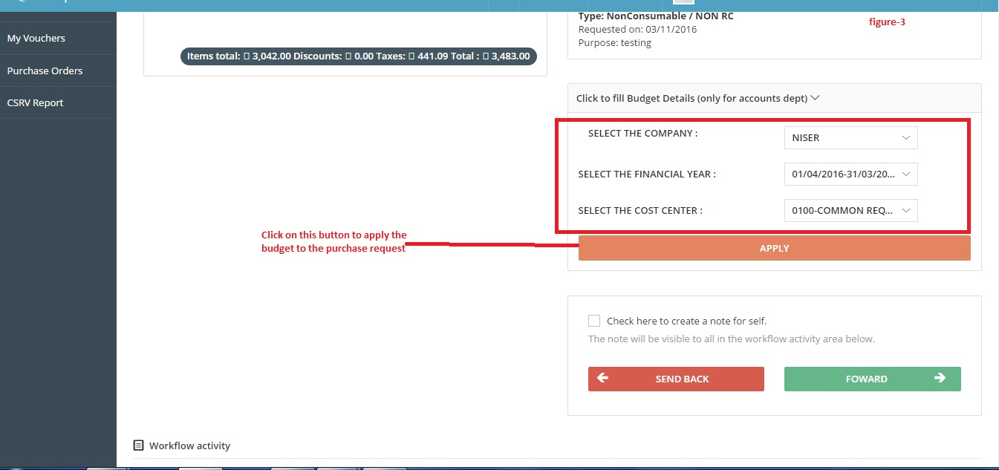 My Vouchers
Purchase Orders
CSRV Report
Items total: 3,042.00 Discounts: 0.00 Taxes: 441.09 Total : 3,483.00
Type: NonConsumable / NON RC
Requested on: 03/11/2016
Purpose: testing
figure-3
Click to fill Budget Details (only for accounts dept)
SELECT THE COMPANY :
NISER
SELECT THE FINANCIAL YEAR :
01/04/2016-31/03/20...
SELECT THE COST CENTER :
0100-COMMON REQ...
Click on this button to apply the
budget to the purchase request
APPLY
Check here to create a note for self.
The note will be visible to all in the workflow activity area below.
SEND BACK
FOWARD
Workflow activity